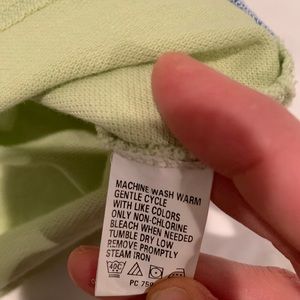 MACHINE WASH WARM
GENTLE CYCLE
WITH LIKE COLORS
ONLY NON-CHLORINE
BLEACH WHEN NEEDED
TUMBLE DRY LOW
REMOVE PROMPTLY
STEAM IRON
PC